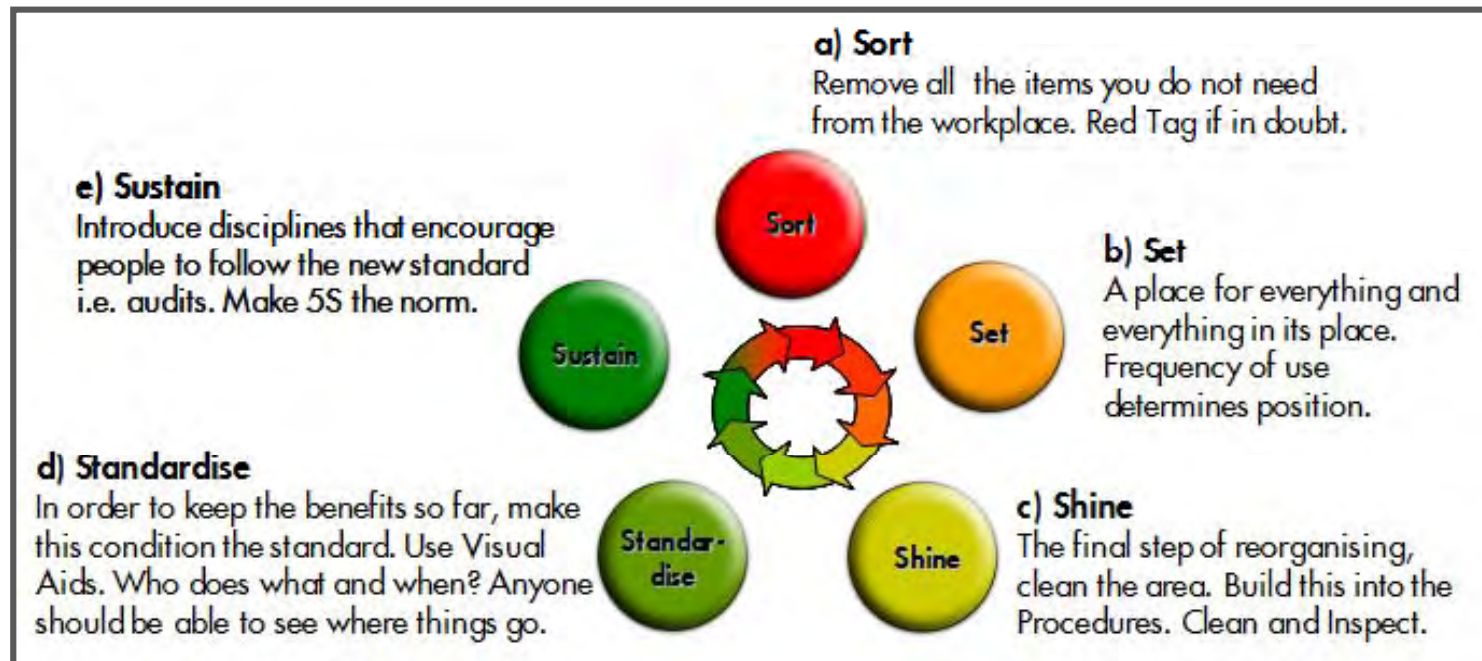 a) Sort
Remove all the items you do not need
from the workplace. Red Tag if in doubt.
Sort
b) Set
A place for everything and
everything in its place.
Frequency of use
determines position.
Set
c) Shine
The final step of reorganising,
clean the area. Build this into the
Procedures. Clean and Inspect.
Shine
d) Standardise
In order to keep the benefits so far, make
this condition the standard. Use Visual
Aids. Who does what and when? Anyone
should be able to see where things go.
Standar-
dise
e) Sustain
Introduce disciplines that encourage
people to follow the new standard
i.e. audits. Make 5S the norm.
Sustain